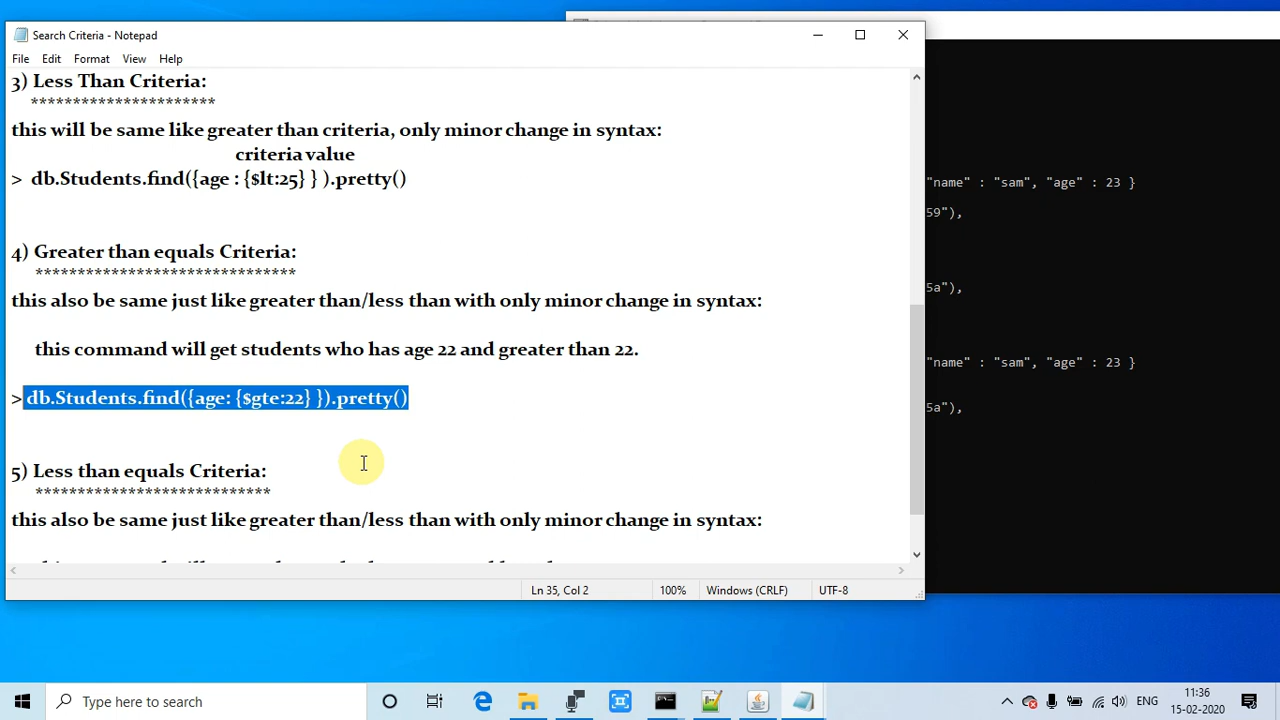 Search Criteria - Notepad
File Edit Format View Help
3) Less Than Criteria:
**********************
this will be same like greater than criteria, only minor change in syntax:
criteria value
> db.Students.find({age : {$lt:25} } ).pretty()
4) Greater than equals Criteria:
*******************************
this also be same just like greater than/less than with only minor change in syntax:
this command will get students who has age 22 and greater than 22.
> db.Students.find({age: {$gte:22} }).pretty()
5) Less than equals Criteria:
****************************
this also be same just like greater than/less than with only minor change in syntax:
Ln 35, Col 2 100% Windows (CRLF) UTF-8
"name" : "sam", "age" : 23 }
59"),
5a"),
"name" : "sam", "age" : 23 }
5a"),
Type here to search
ENG
11:36
15-02-2020